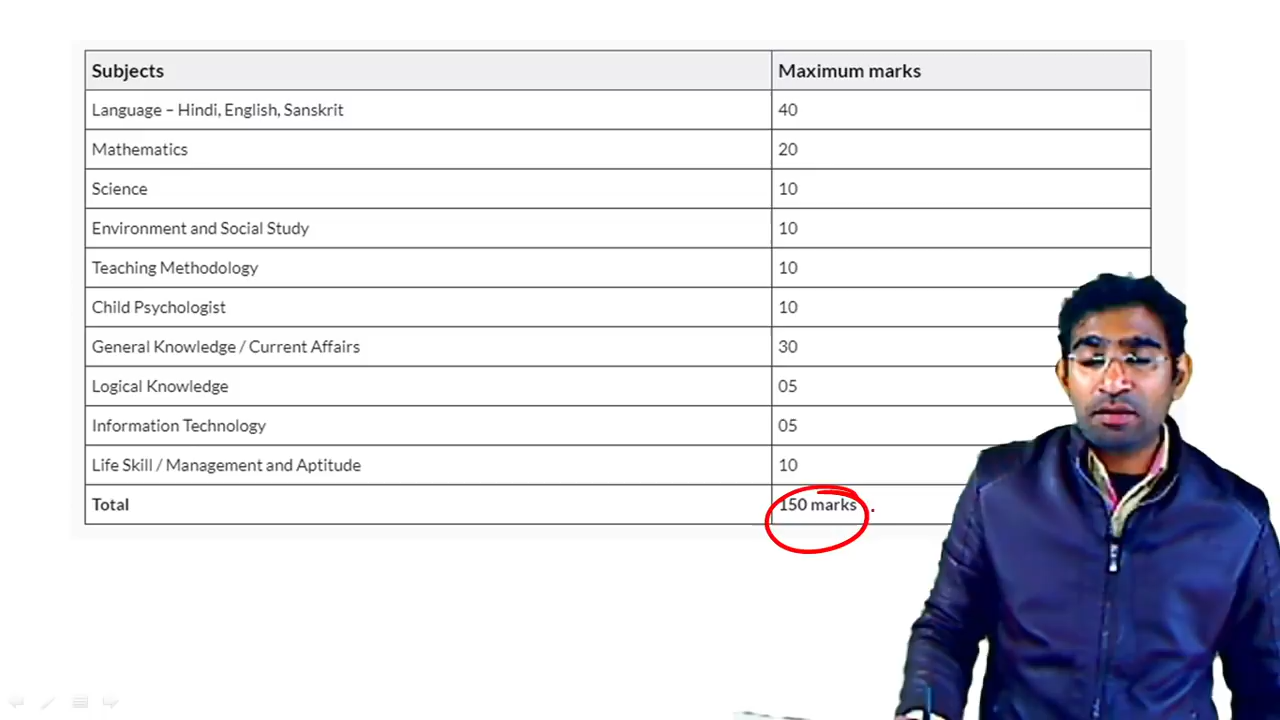 Subjects Maximum marks
Language – Hindi, English, Sanskrit 40
Mathematics 20
Science 10
Environment and Social Study 10
Teaching Methodology 10
Child Psychologist 10
General Knowledge / Current Affairs 30
Logical Knowledge 05
Information Technology 05
Life Skill / Management and Aptitude 10
Total 150 marks